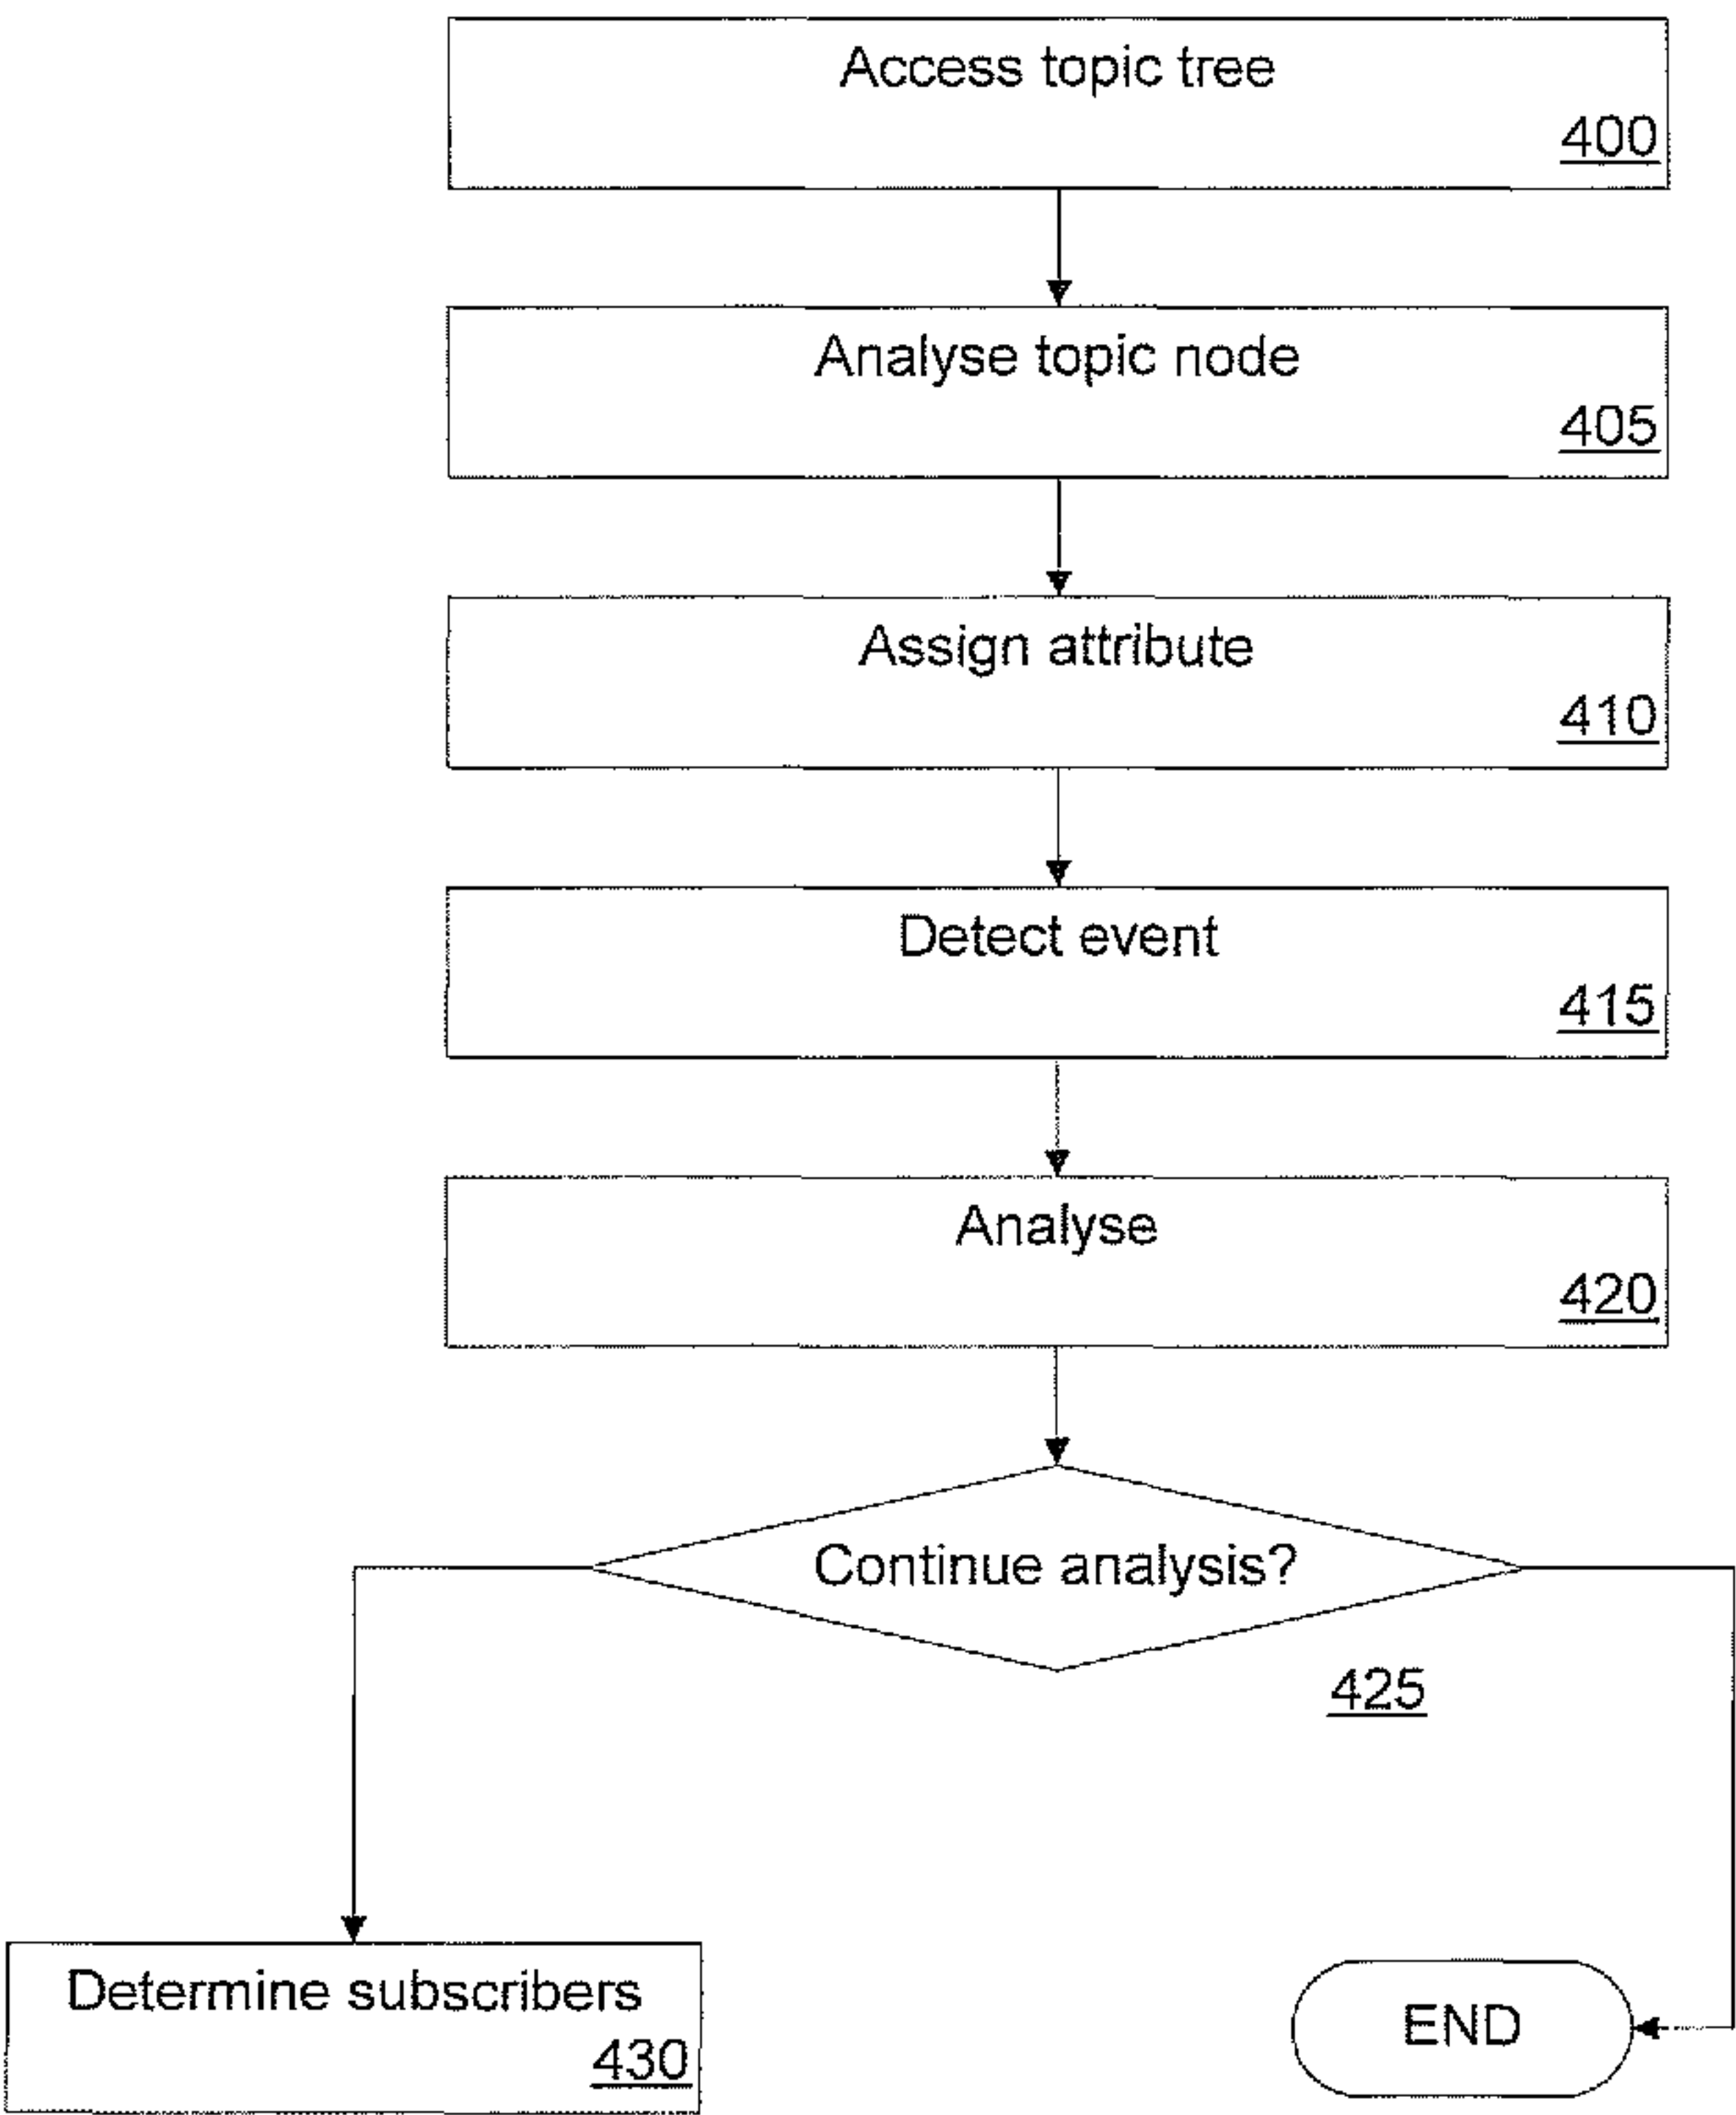 Access topic tree
400
Analyse topic node
405
Assign attribute
410
Detect event
415
Analyse
420
Continue analysis?
425
Determine subscribers
430
END